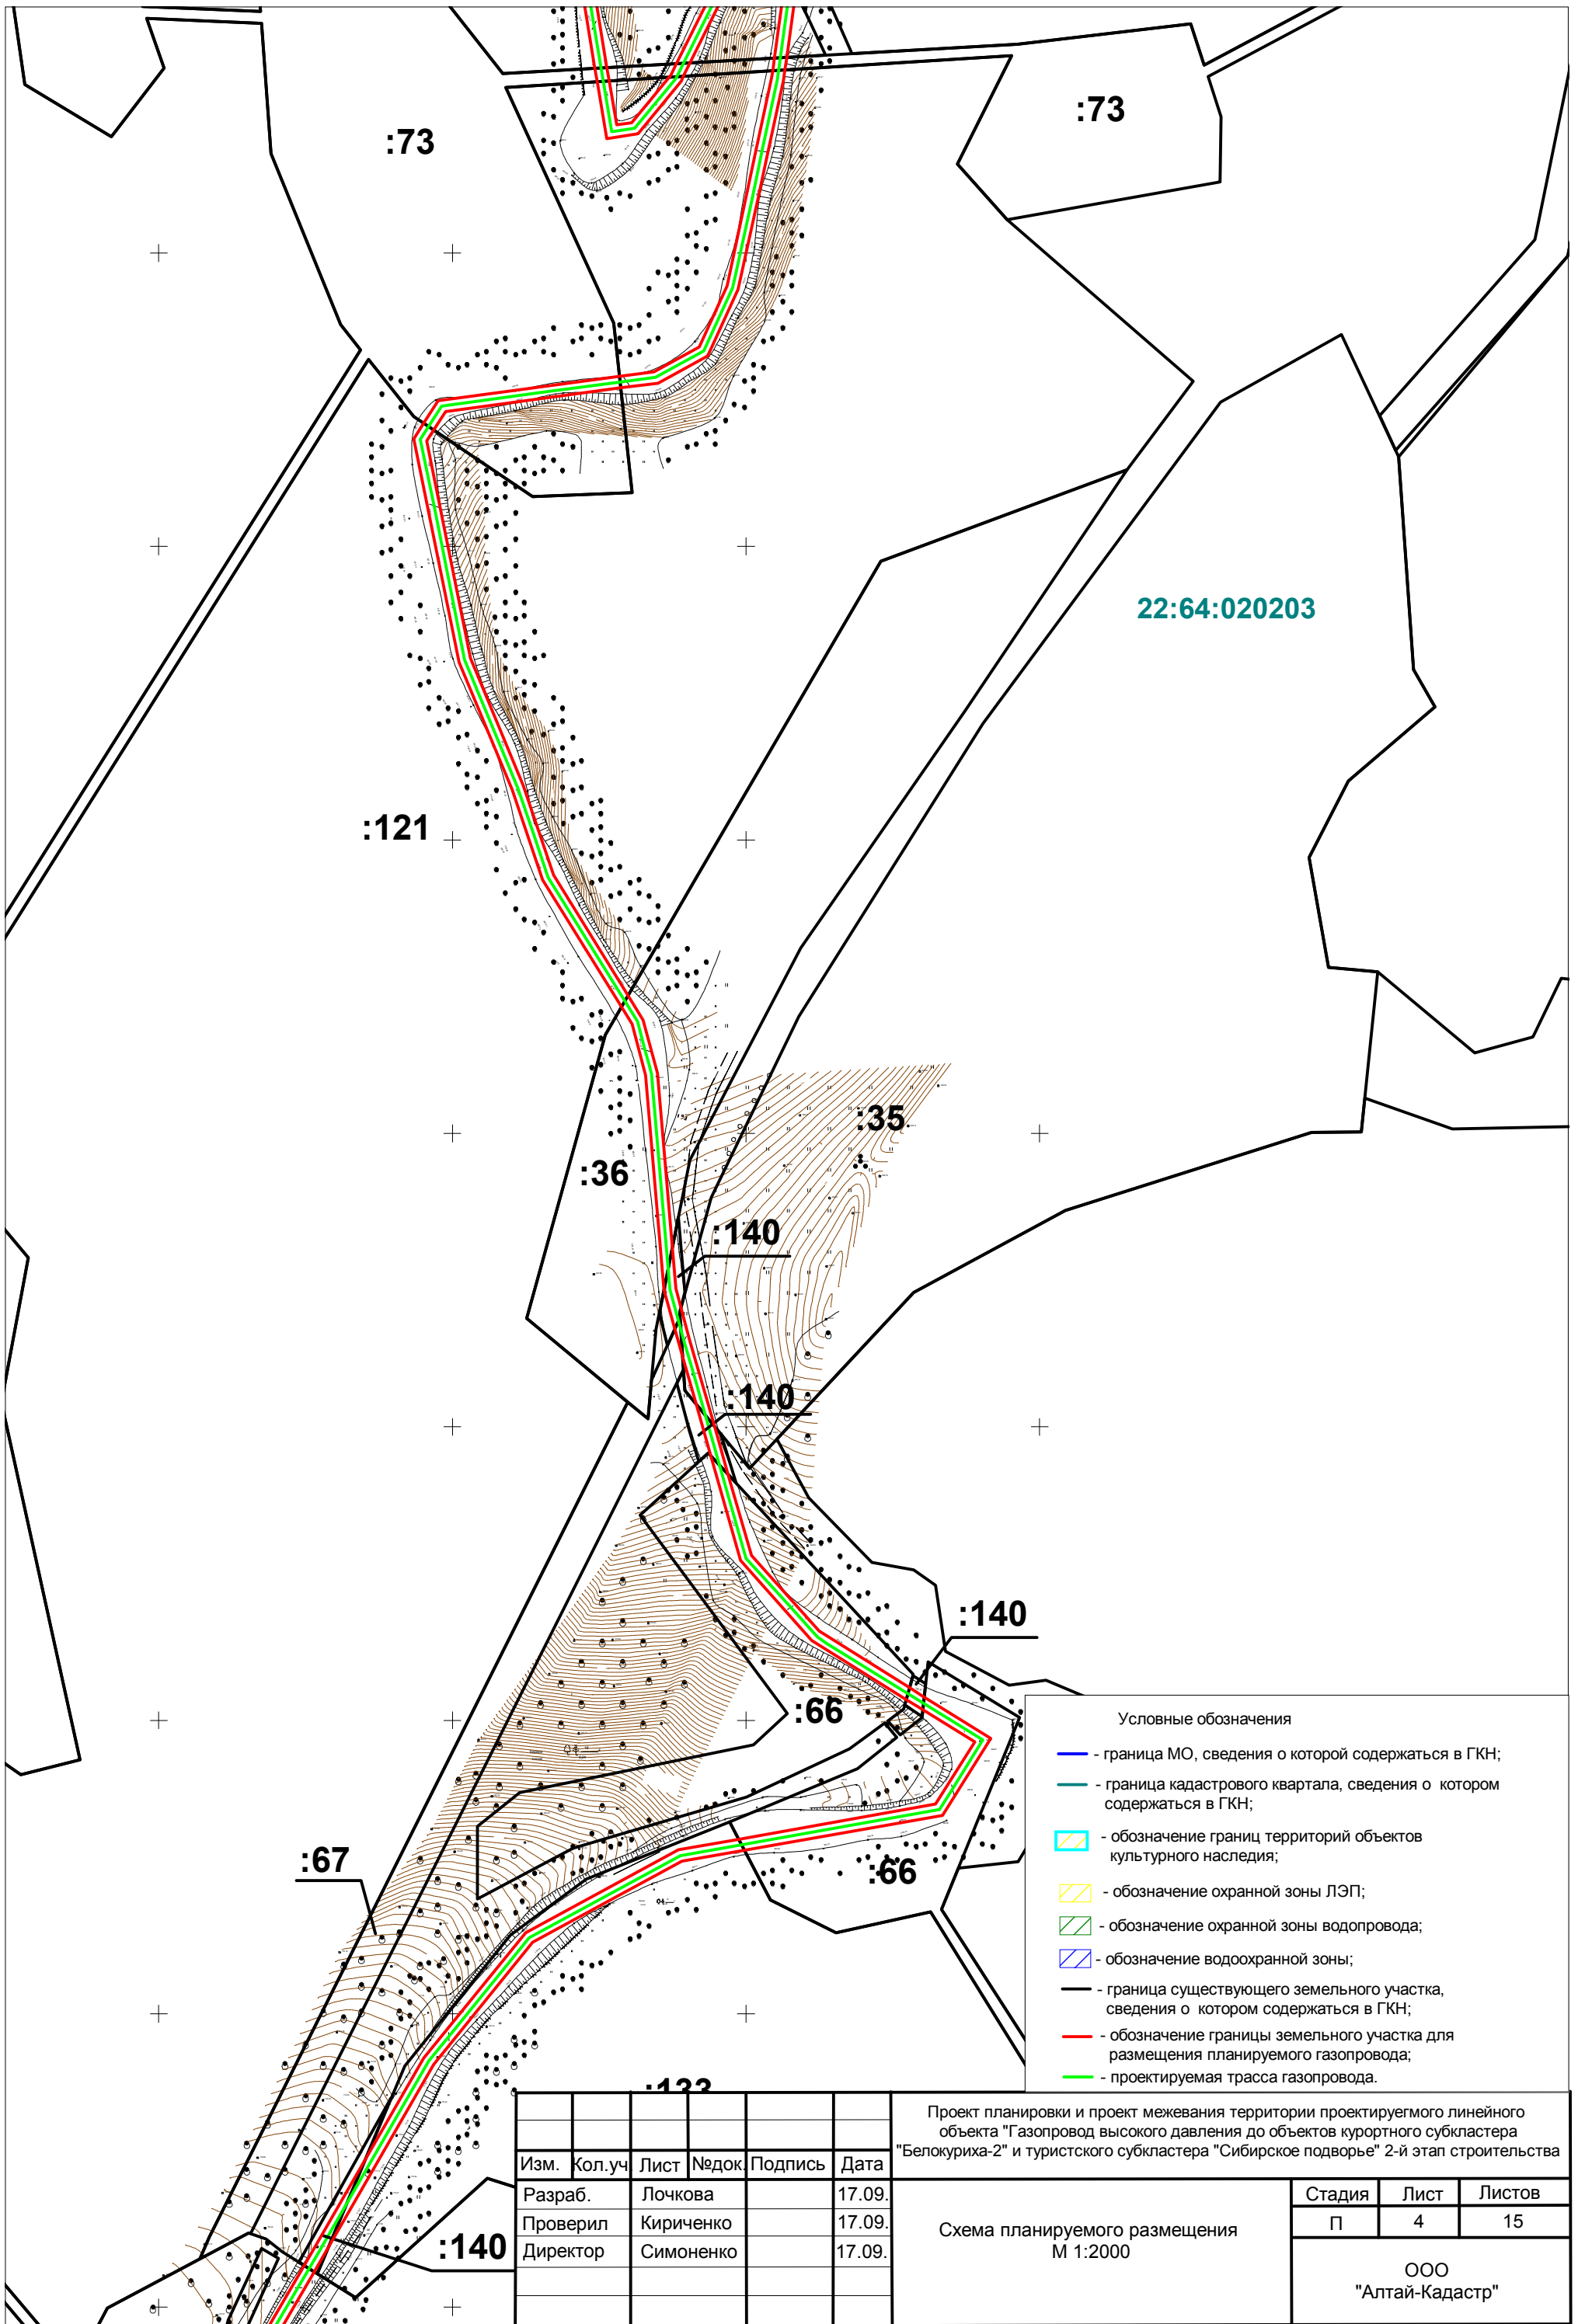 :73
:73
22:64:020203
:121
:35
:36
:140
:140
:140
:66
:67
:66
:133
:140
Условные обозначения
- граница МО, сведения о которой содержаться в ГКН;
- граница кадастрового квартала, сведения о котором
содержаться в ГКН;
- обозначение границ территорий объектов
культурного наследия;
- обозначение охранной зоны ЛЭП;
- обозначение охранной зоны водопровода;
- обозначение водоохранной зоны;
- граница существующего земельного участка,
сведения о котором содержаться в ГКН;
- обозначение границы земельного участка для
размещения планируемого газопровода;
- проектируемая трасса газопровода.
Проект планировки и проект межевания территории проектируегмого линейного
объекта "Газопровод высокого давления до объектов курортного субкластера
"Белокуриха-2" и туристского субкластера "Сибирское подворье" 2-й этап строительства
Изм. Кол.уч Лист №док. Подпись Дата
Разраб. Лочкова 17.09.
Проверил Кириченко 17.09.
Директор Симоненко 17.09.
Схема планируемого размещения
М 1:2000
Стадия Лист Листов
П 4 15
ООО
"Алтай-Кадастр"